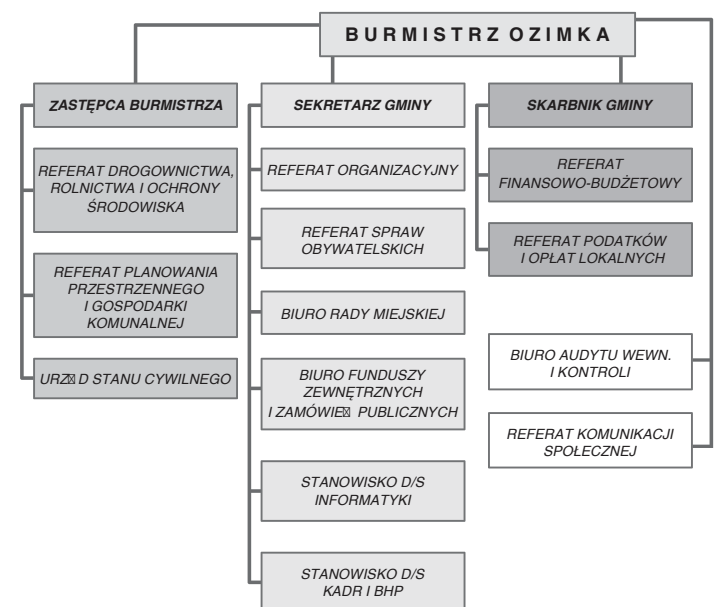 BURMISTRZ OZIMKA
ZASTĘPCA BURMISTRZA
REFERAT DROGOWNICTWA,
ROLNICTWA I OCHRONY
ŚRODOWISKA
REFERAT PLANOWANIA
PRZESTRZENNEGO
I GOSPODARKI
KOMUNALNEJ
URZ☒D STANU CYWILNEGO
SEKRETARZ GMINY
REFERAT ORGANIZACYJNY
REFERAT SPRAW
OBYWATELSKICH
BIURO RADY MIEJSKIEJ
BIURO FUNDUSZY
ZEWNĘTRZNYCH
I ZAMÓWIE☒ PUBLICZNYCH
STANOWISKO D/S
INFORMATYKI
STANOWISKO D/S
KADR I BHP
SKARBNIK GMINY
REFERAT
FINANSOWO-BUDŻETOWY
REFERAT PODATKÓW
I OPŁAT LOKALNYCH
BIURO AUDYTU WEWN.
I KONTROLI
REFERAT KOMUNIKACJI
SPOŁECZNEJ